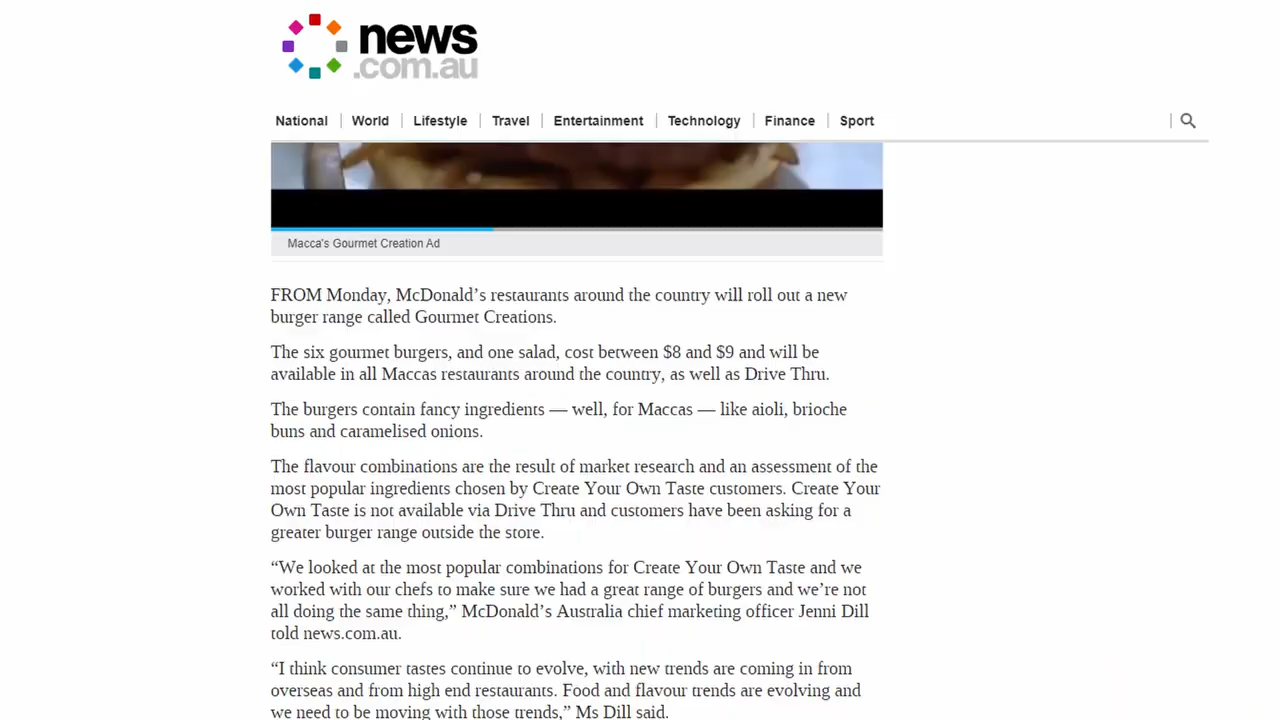 news
.com.au
National World Lifestyle Travel Entertainment Technology Finance Sport
Macca's Gourmet Creation Ad
FROM Monday, McDonald’s restaurants around the country will roll out a new
burger range called Gourmet Creations.
The six gourmet burgers, and one salad, cost between $8 and $9 and will be
available in all Maccas restaurants around the country, as well as Drive Thru.
The burgers contain fancy ingredients — well, for Maccas — like aioli, brioche
buns and caramelised onions.
The flavour combinations are the result of market research and an assessment of the
most popular ingredients chosen by Create Your Own Taste customers. Create Your
Own Taste is not available via Drive Thru and customers have been asking for a
greater burger range outside the store.
“We looked at the most popular combinations for Create Your Own Taste and we
worked with our chefs to make sure we had a great range of burgers and we’re not
all doing the same thing,” McDonald’s Australia chief marketing officer Jenni Dill
told news.com.au.
“I think consumer tastes continue to evolve, with new trends are coming in from
overseas and from high end restaurants. Food and flavour trends are evolving and
we need to be moving with those trends,” Ms Dill said.